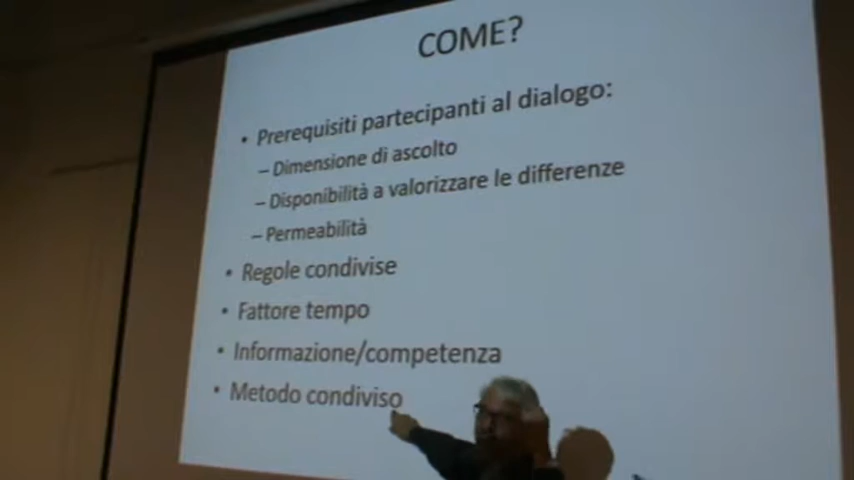 COME?
• Prerequisiti partecipanti al dialogo:
– Dimensione di ascolto
– Disponibilità a valorizzare le differenze
– Permeabilità
• Regole condivise
• Fattore tempo
• Informazione/competenza
• Metodo condiviso